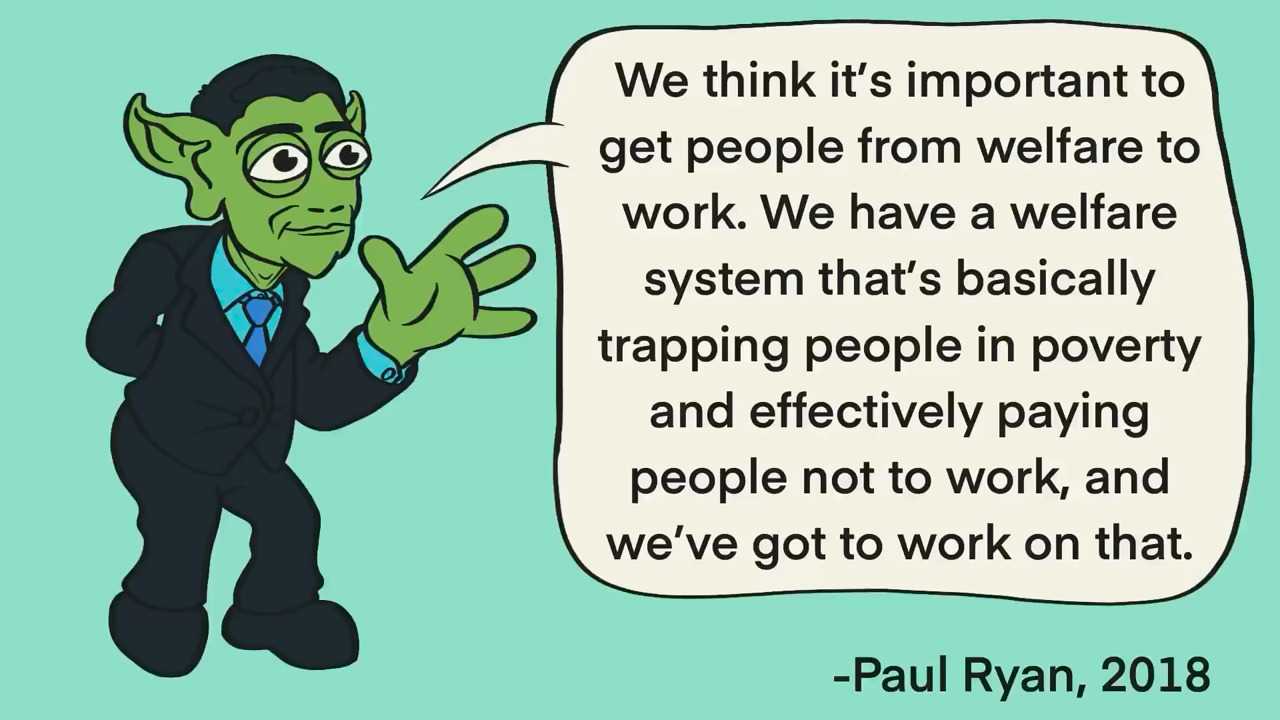 We think it's important to
get people from welfare to
work. We have a welfare
system that's basically
trapping people in poverty
and effectively paying
people not to work, and
we've got to work on that.
-Paul Ryan, 2018